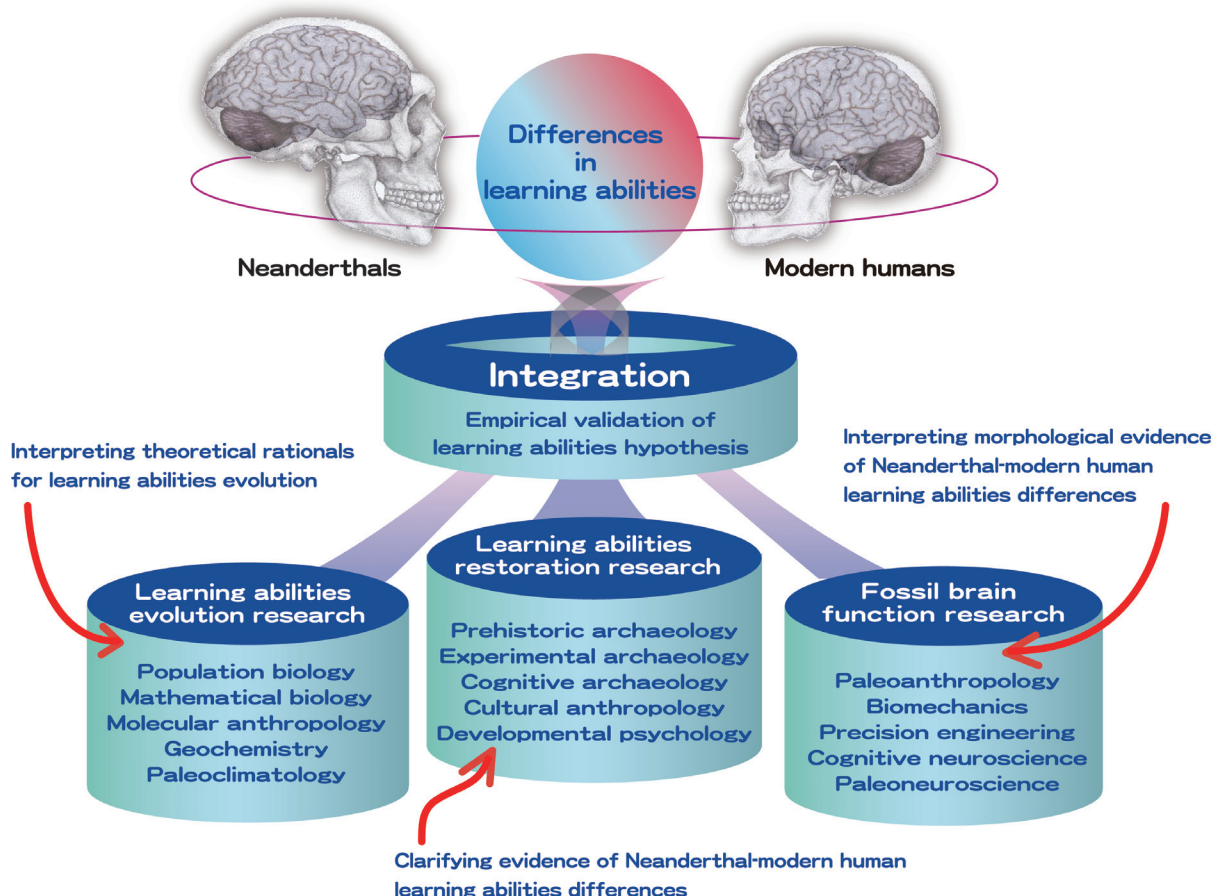 Differences
in
learning abilities
Neanderthals
Modern humans
Integration
Empirical validation of
learning abilities hypothesis
Interpreting theoretical rationals
for learning abilities evolution
Interpreting morphological evidence
of Neanderthal-modern human
learning abilities differences
Learning abilities
evolution research
Population biology
Mathematical biology
Molecular anthropology
Geochemistry
Paleoclimatology
Learning abilities
restoration research
Prehistoric archaeology
Experimental archaeology
Cognitive archaeology
Cultural anthropology
Developmental psychology
Fossil brain
function research
Paleoanthropology
Biomechanics
Precision engineering
Cognitive neuroscience
Paleoneuroscience
Clarifying evidence of Neanderthal-modern human
learning abilities differences